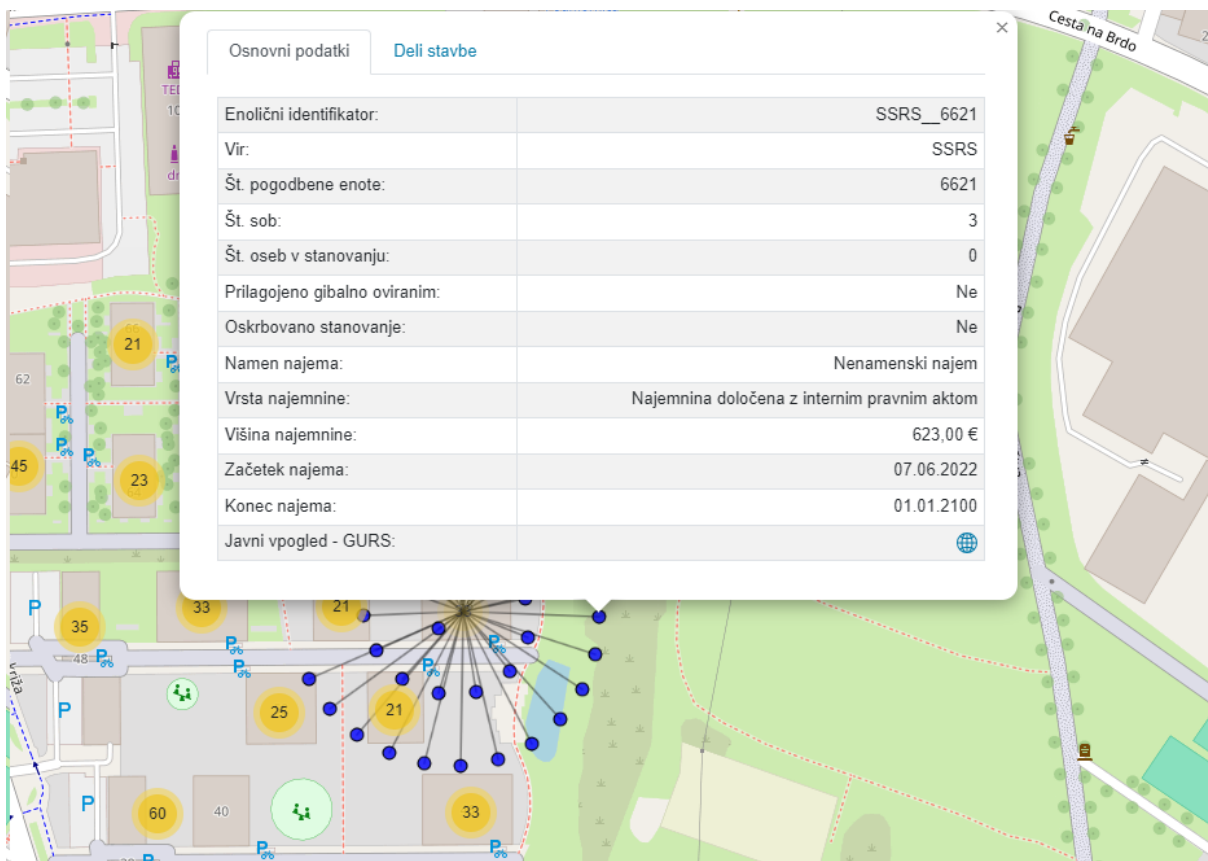 Cesta na Brdo
Osnovni podatki
Deli stavbe
×
Enolični identifikator: SSRS__6621
Vir: SSRS
Št. pogodbene enote: 6621
Št. sob: 3
Št. oseb v stanovanju: 0
Prilagojeno gibalno oviranim: Ne
Oskrbovano stanovanje: Ne
Namen najema: Nenamenski najem
Vrsta najemnine: Najemnina določena z internim pravnim aktom
Višina najemnine: 623,00 €
Začetek najema: 07.06.2022
Konec najema: 01.01.2100
Javni vpogled - GURS:
21
62
P
P
P
P
45
23
P
35
33
21
P
P
48
P
P
P
25
21
P
P
60
40
33
P
P